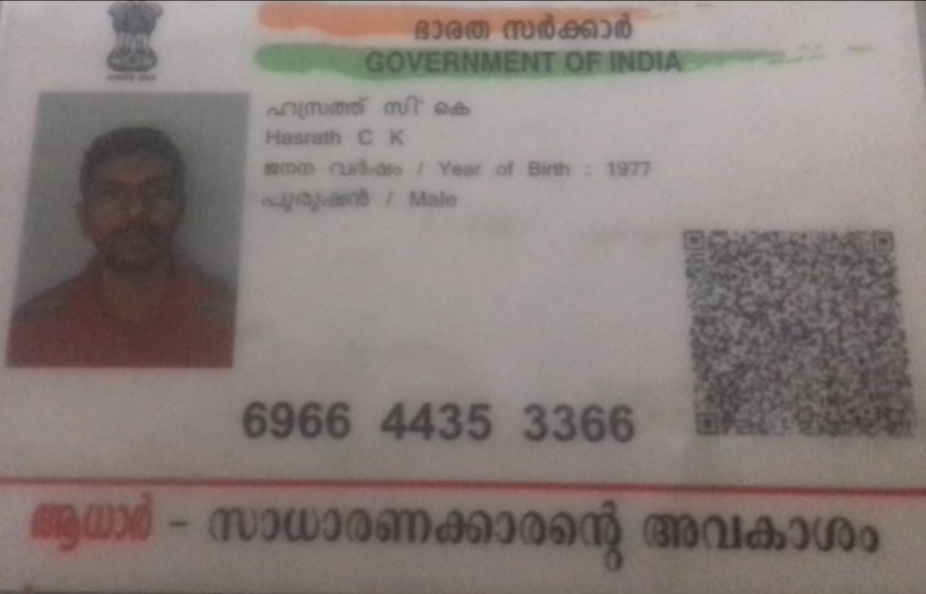 ഭാരത സർക്കാർ
GOVERNMENT OF INDIA
ഹസ്രത്ത് സി കെ
Hasrath C K
ജനന വർഷം / Year of Birth : 1977
പുരുഷൻ / Male
6966 4435 3366
ആധാർ - സാധാരണക്കാരന്റെ അവകാശം